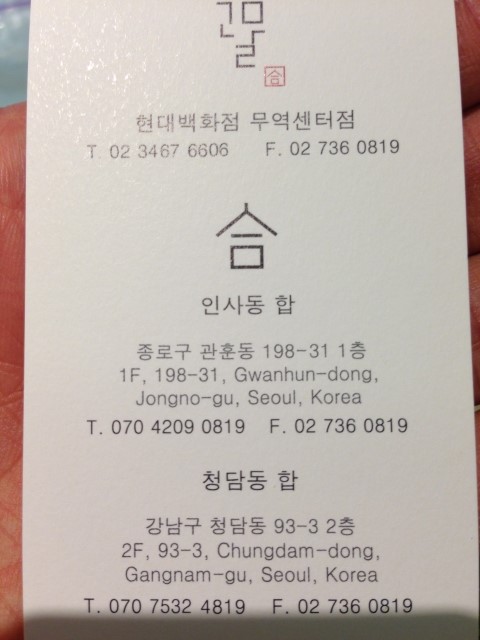 合
현대백화점 무역센터점
T. 02 3467 6606 F. 02 736 0819
合
인사동 합
종로구 관훈동 198-31 1층
1F, 198-31, Gwanhun-dong,
Jongno-gu, Seoul, Korea
T. 070 4209 0819 F. 02 736 0819
청담동 합
강남구 청담동 93-3 2층
2F, 93-3, Chungdam-dong,
Gangnam-gu, Seoul, Korea
T. 070 7532 4819 F. 02 736 0819